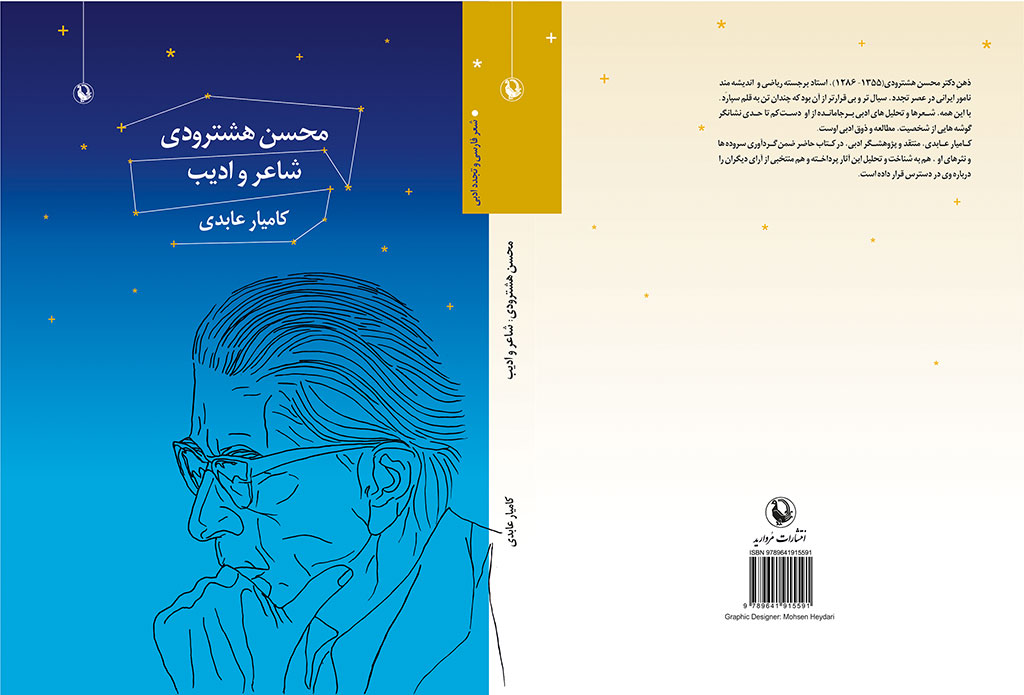 محسن هشترودی
شاعر و ادیب
کامیار عابدی
شعر فارسی و تجدد ادبی
محسن هشترودی: شاعر و ادیب
کامیار عابدی
ذهن دکتر محسن هشترودی(۱۳۵۵- ۱۲۸۶)، استاد برجسته ریاضی و اندیشه مند
نامور ایرانی در عصر تجدد، سیال تر و بی قرارتر از آن بود که چندان تن به قلم سپارَد.
با این همه، شعرها و تحلیل های ادبی برجامانده از او دست کم تا حدی نشانگر
گوشه هایی از شخصیت، مطالعه و ذوق ادبی اوست.
کامیار عابدی، منتقد و پژوهشگر ادبی، در کتاب حاضر ضمن گردآوری سروده ها
و نثرهای او ، هم به شناخت و تحلیل این آثار پرداخته و هم منتخبی از آرای دیگران را
درباره وی در دسترس قرار داده است.
انتشارات مُروارید
ISBN 9789641915591
9 789641 915591
Graphic Designer: Mohsen Heydari